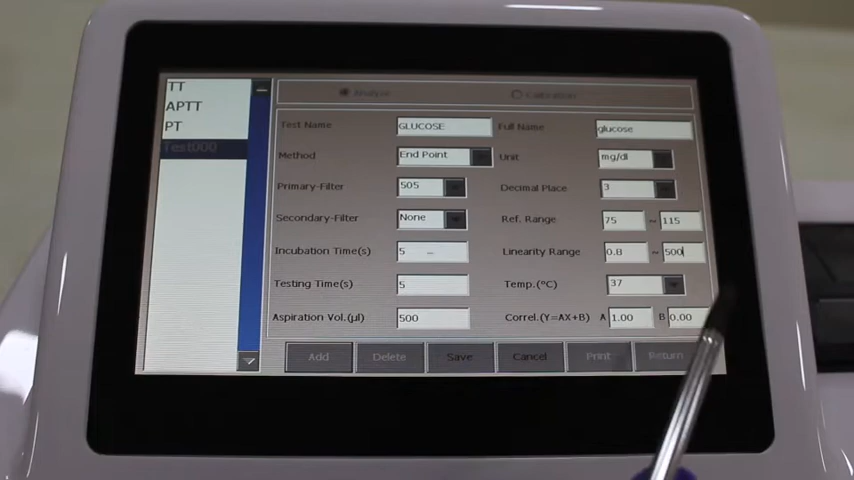 TT
APTT
PT
Test000
Analyse Calibration
Test Name GLUCOSE Full Name glucose
Method End Point Unit mg/dl
Primary-Filter 505 Decimal Place 3
Secondary-Filter None Ref. Range 75 ~ 115
Incubation Time(s) 5 Linearity Range 0.8 ~ 500
Testing Time(s) 5 Temp.(°C) 37
Aspiration Vol.(µl) 500 Correl.(Y=AX+B) A 1.00 B 0.00
Add Delete Save Cancel Print Return